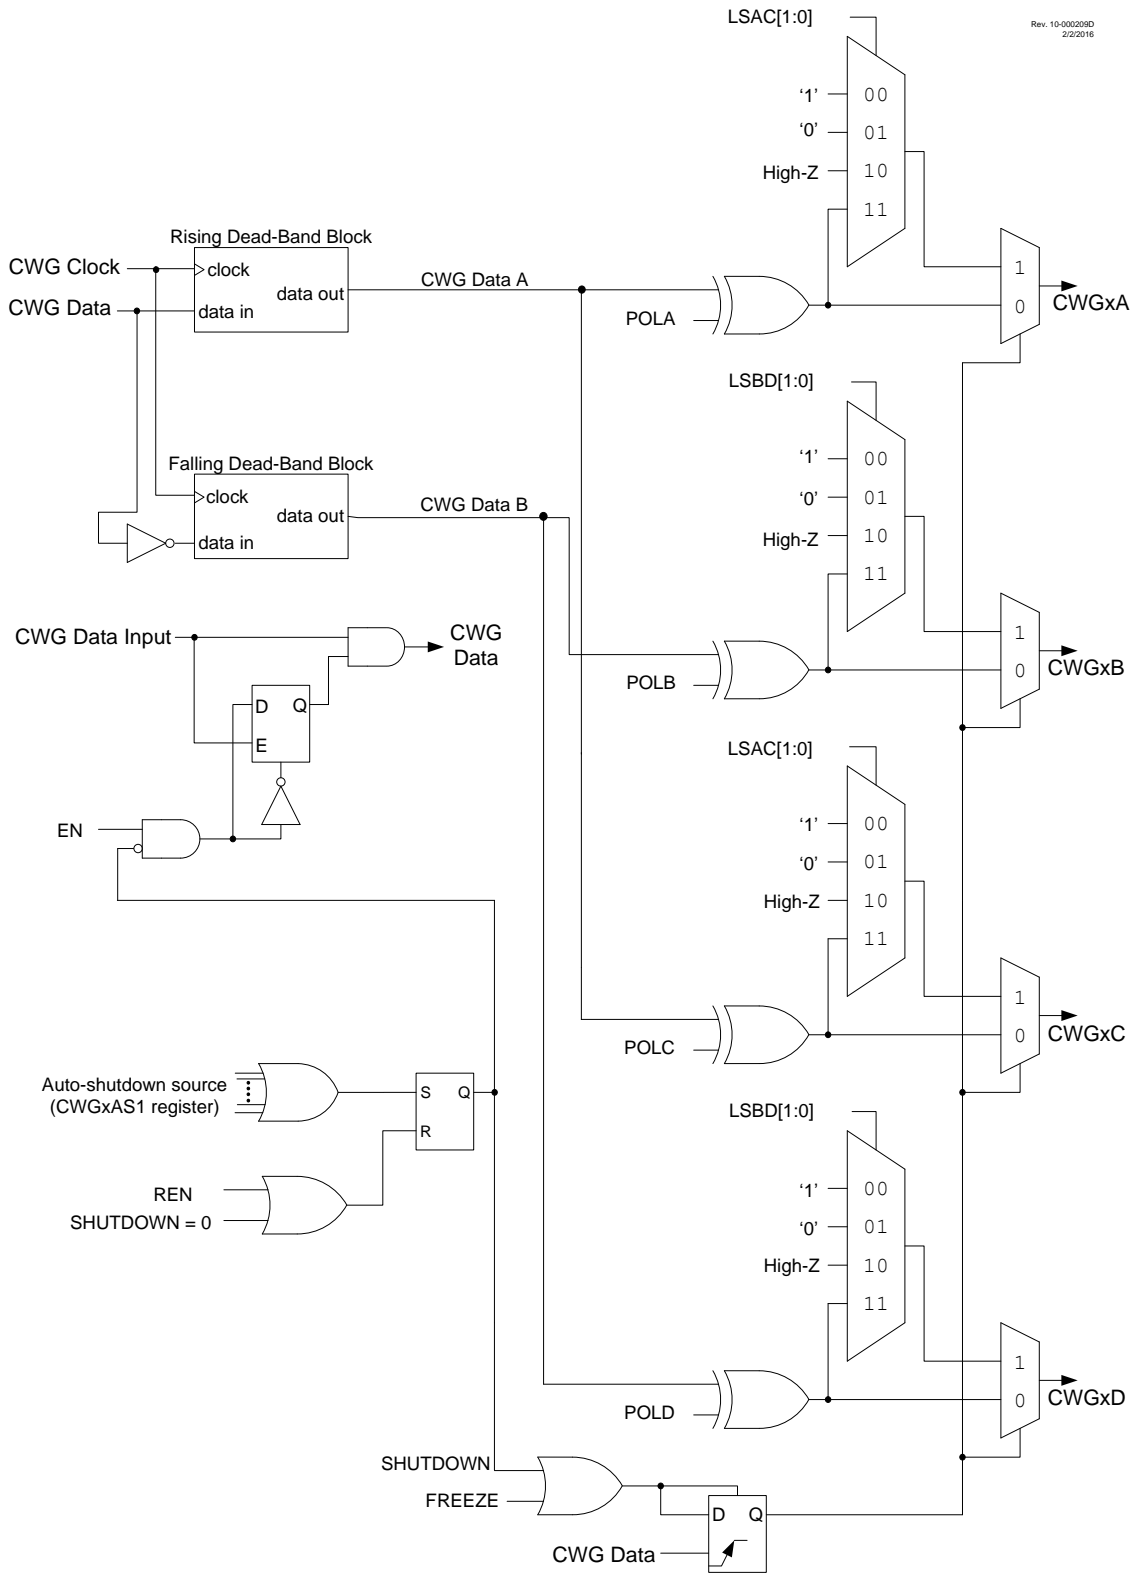 LSAC[1:0]
Rev. 10-000209D
2/2/2016
‘1’ 00
‘0’ 01
High-Z 10
11
1
0
CWGxA
Rising Dead-Band Block
CWG Clock
clock
CWG Data
data in
data out
CWG Data A
POLA
LSBD[1:0]
‘1’ 00
‘0’ 01
High-Z 10
11
1
0
CWGxB
Falling Dead-Band Block
clock
data out
data in
CWG Data B
POLB
CWG Data Input
CWG
Data
D Q
E
EN
LSAC[1:0]
‘1’ 00
‘0’ 01
High-Z 10
11
1
0
CWGxC
POLC
Auto-shutdown source
(CWGxAS1 register)
S Q
R
REN
SHUTDOWN = 0
LSBD[1:0]
‘1’ 00
‘0’ 01
High-Z 10
11
1
0
CWGxD
POLD
SHUTDOWN
FREEZE
D Q
CWG Data